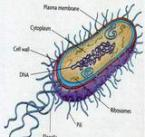 Plasma membrane
Cytoplasm
Cell wall
DNA
Ribosomes
Pili